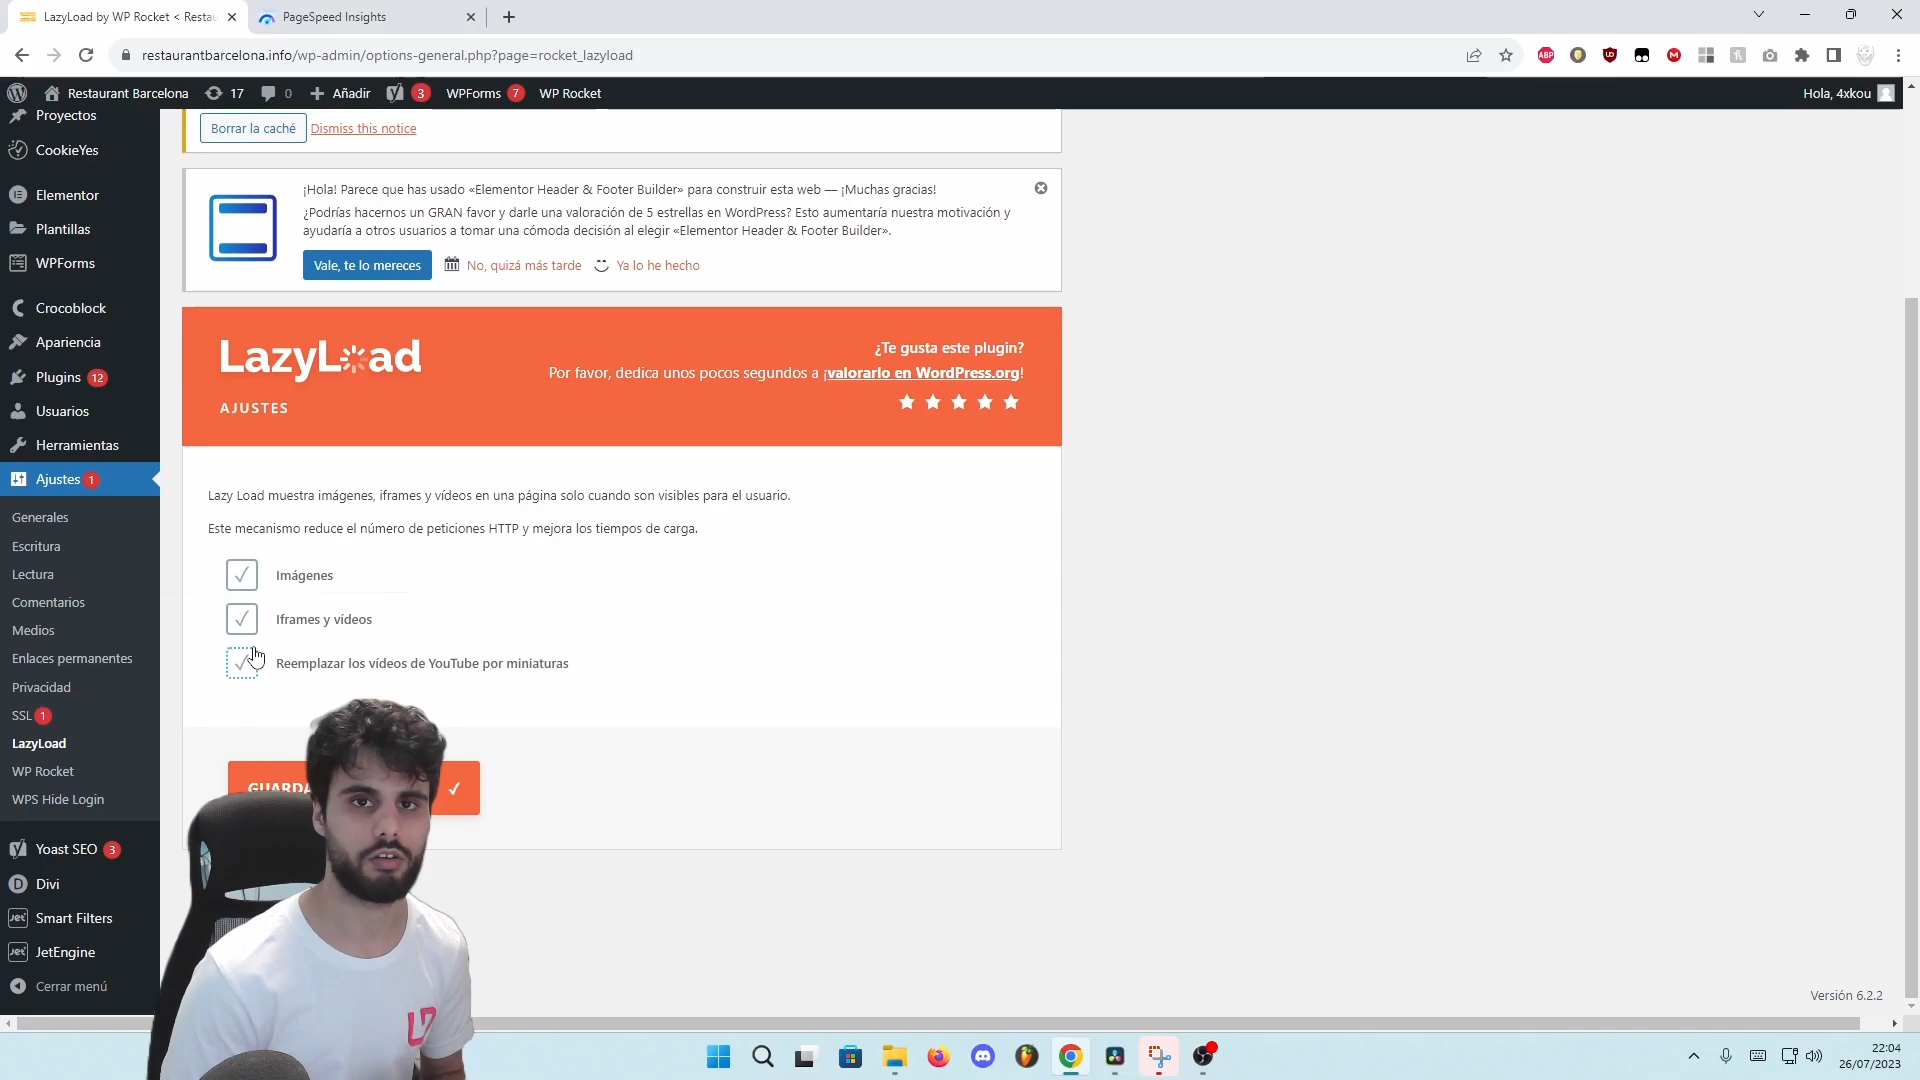 LazyLoad by WP Rocket < Restau
PageSpeed Insights
restaurantbarcelona.info/wp-admin/options-general.php?page=rocket_lazyload
Restaurant Barcelona
17
0
Añadir
3
WPForms 7
WP Rocket
Hola, 4xkou
Proyectos
CookieYes
Elementor
Plantillas
WPForms
Crocoblock
Apariencia
Plugins 12
Usuarios
Herramientas
Ajustes 1
Generales
Escritura
Lectura
Comentarios
Medios
Enlaces permanentes
Privacidad
SSL 1
LazyLoad
WP Rocket
WPS Hide Login
Yoast SEO 3
Divi
Smart Filters
JetEngine
Cerrar menú
Borrar la caché
Dismiss this notice
¡Hola! Parece que has usado «Elementor Header & Footer Builder» para construir esta web — ¡Muchas gracias!
¿Podrías hacernos un GRAN favor y darle una valoración de 5 estrellas en WordPress? Esto aumentaría nuestra motivación y
ayudaría a otros usuarios a tomar una cómoda decisión al elegir «Elementor Header & Footer Builder».
Vale, te lo mereces
No, quizá más tarde
Ya lo he hecho
LazyLoad
AJUSTES
¿Te gusta este plugin?
Por favor, dedica unos pocos segundos a ¡valorarlo en WordPress.org!
Lazy Load muestra imágenes, iframes y vídeos en una página solo cuando son visibles para el usuario.
Este mecanismo reduce el número de peticiones HTTP y mejora los tiempos de carga.
Imágenes
Iframes y vídeos
Reemplazar los vídeos de YouTube por miniaturas
Versión 6.2.2
22:04
26/07/2023